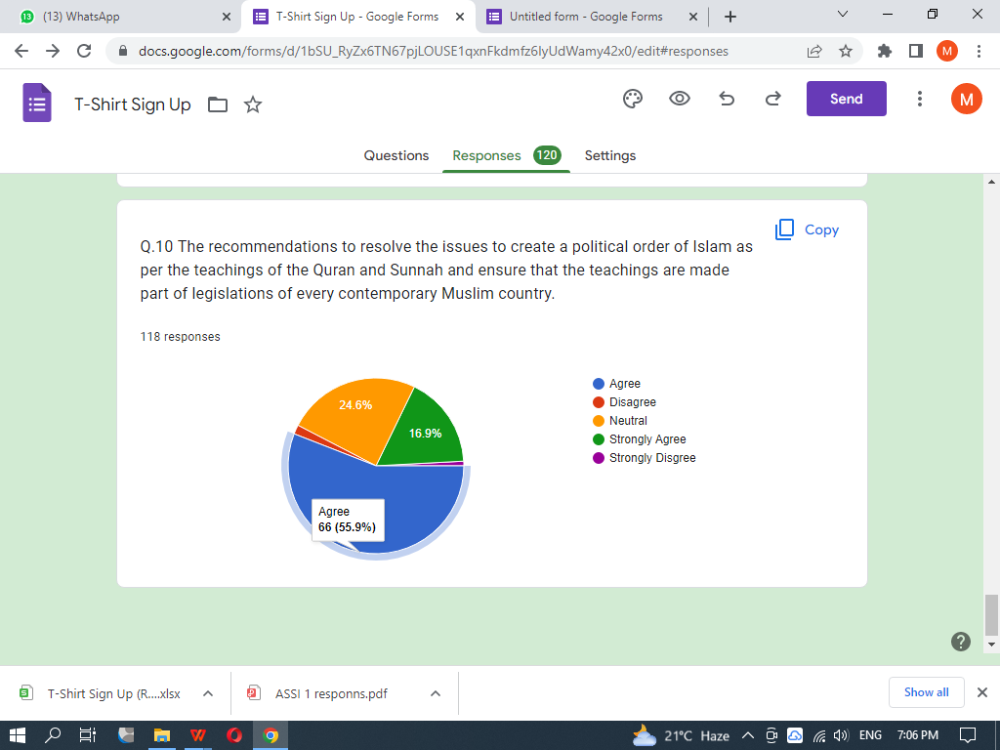 (13) WhatsApp
T-Shirt Sign Up - Google Forms
Untitled form - Google Forms
docs.google.com/forms/d/1bSU_RyZx6TN67pjLOUSE1qxnFkdmfz6lyUdWamy42x0/edit#responses
M
T-Shirt Sign Up
Send
M
Questions
Responses 120
Settings
Copy
Q.10 The recommendations to resolve the issues to create a political order of Islam as
per the teachings of the Quran and Sunnah and ensure that the teachings are made
part of legislations of every contemporary Muslim country.
118 responses
24.6%
16.9%
Agree
66 (55.9%)
Agree
Disagree
Neutral
Strongly Agree
Strongly Disgree
T-Shirt Sign Up (R....xlsx
ASSI 1 responns.pdf
Show all
21°C Haze
ENG
7:06 PM